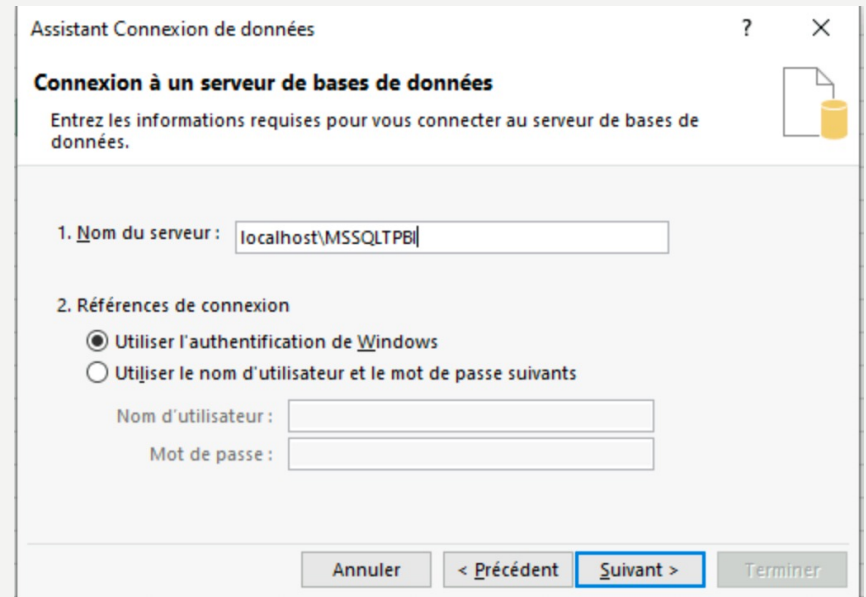 Assistant Connexion de données
?
Connexion à un serveur de bases de données
Entrez les informations requises pour vous connecter au serveur de bases de
données.
1. Nom du serveur : localhost\MSSQLTPBI
2. Références de connexion
Utiliser l'authentification de Windows
Utiliser le nom d'utilisateur et le mot de passe suivants
Nom d'utilisateur :
Mot de passe :
Annuler < Précédent Suivant > Terminer